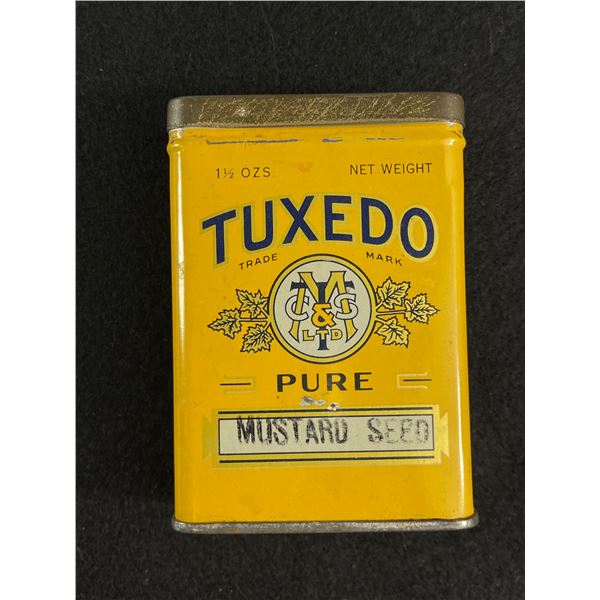 1½ OZS. NET WEIGHT
TUXEDO
TRADE MARK
& LTD
PURE
MUSTARD SEED